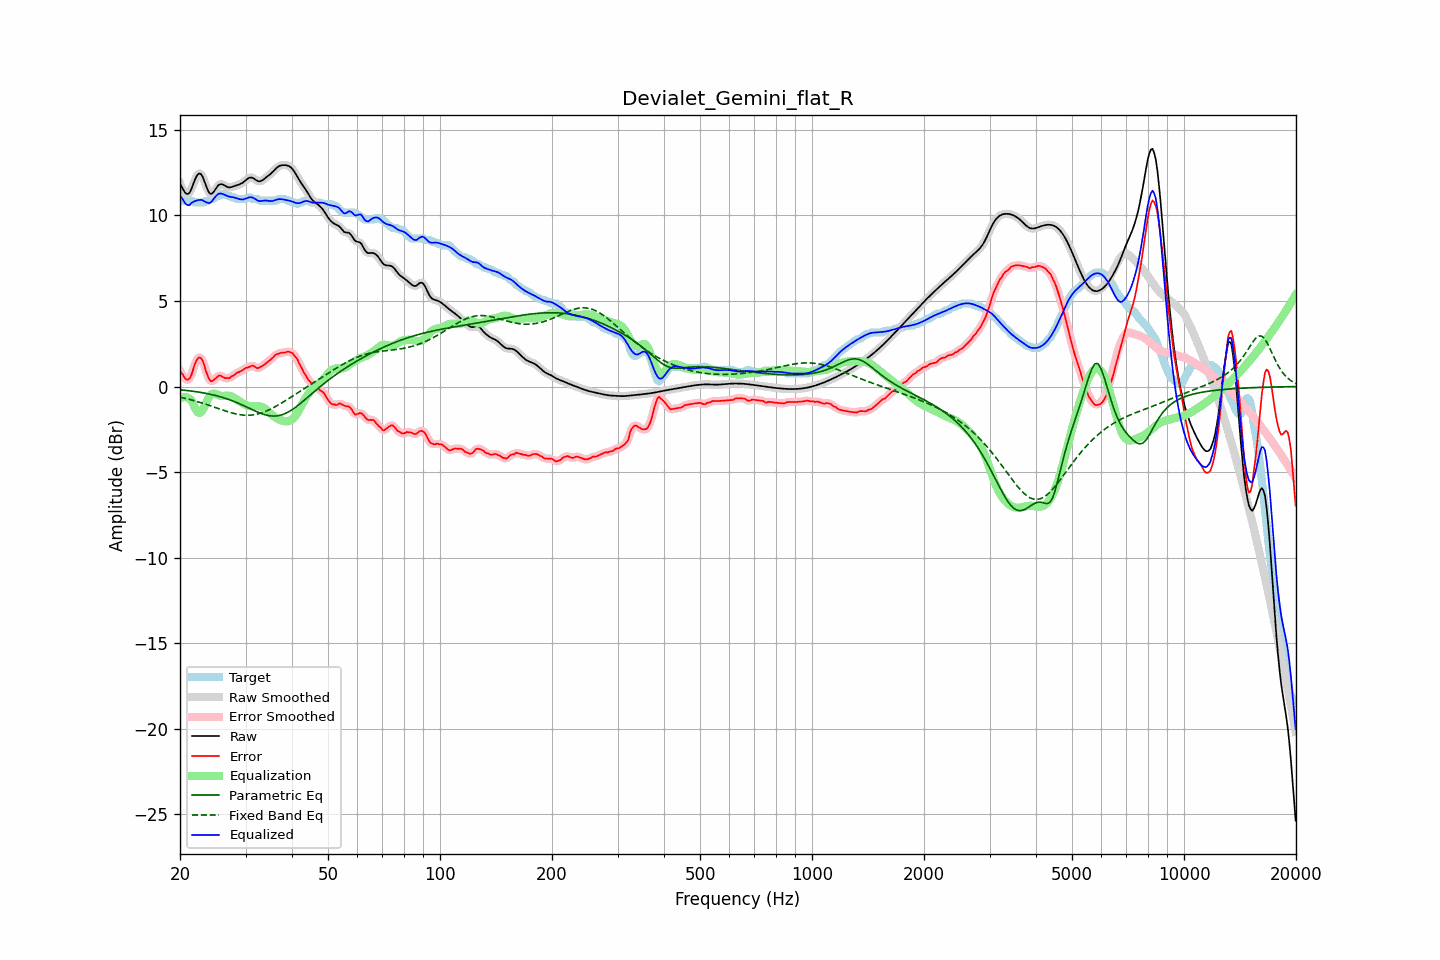 Devialet_Gemini_flat_R
15
10
5
0
−5
−10
−15
−20
−25
Amplitude (dBr)
Target
Raw Smoothed
Error Smoothed
Raw
Error
Equalization
Parametric Eq
Fixed Band Eq
Equalized
20 50 100 200 500 1000 2000 5000 10000 20000
Frequency (Hz)